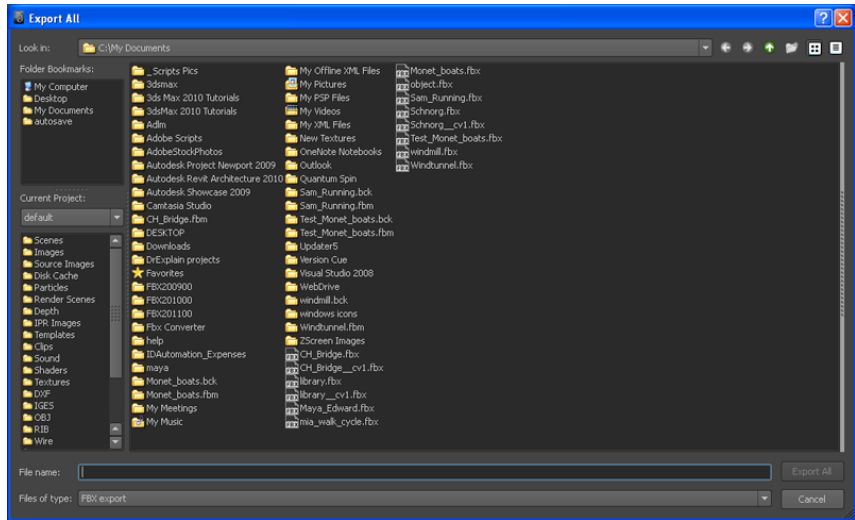 Export All
Look in:
C:\My Documents
Folder Bookmarks:
My Computer
Desktop
My Documents
autosave
Current Project:
default
Scenes
Images
Source Images
Disk Cache
Particles
Render Scenes
Depth
IPR Images
Templates
Clips
Sound
Shaders
Textures
DXF
IGES
OBJ
RIB
Wire
_Scripts Pics
3dsmax
3ds Max 2010 Tutorials
3dsMax 2010 Tutorials
Adlm
Adobe Scripts
AdobeStockPhotos
Autodesk Project Newport 2009
Autodesk Revit Architecture 2010
Autodesk Showcase 2009
Camtasia Studio
CH_Bridge.fbm
DESKTOP
Downloads
DrExplain projects
Favorites
FBX200900
FBX201000
FBX201100
Fbx Converter
help
IDAutomation_Expenses
maya
Monet_boats.bck
Monet_boats.fbm
My Meetings
My Music
My Offline XML Files
My Pictures
My PSP Files
My Videos
My XML Files
New Textures
OneNote Notebooks
Outlook
Quantum Spin
Sam_Running.bck
Sam_Running.fbm
Test_Monet_boats.bck
Test_Monet_boats.fbm
Updater5
Version Cue
Visual Studio 2008
WebDrive
windmill.bck
windows icons
Windtunnel.fbm
ZScreen Images
CH_Bridge.fbx
CH_Bridge__cv1.fbx
library.fbx
library__cv1.fbx
Maya_Edward.fbx
mia_walk_cycle.fbx
Monet_boats.fbx
object.fbx
Sam_Running.fbx
Schnorg.fbx
Schnorg__cv1.fbx
Test_Monet_boats.fbx
windmill.fbx
Windtunnel.fbx
File name:
Export All
Files of type:
FBX export
Cancel